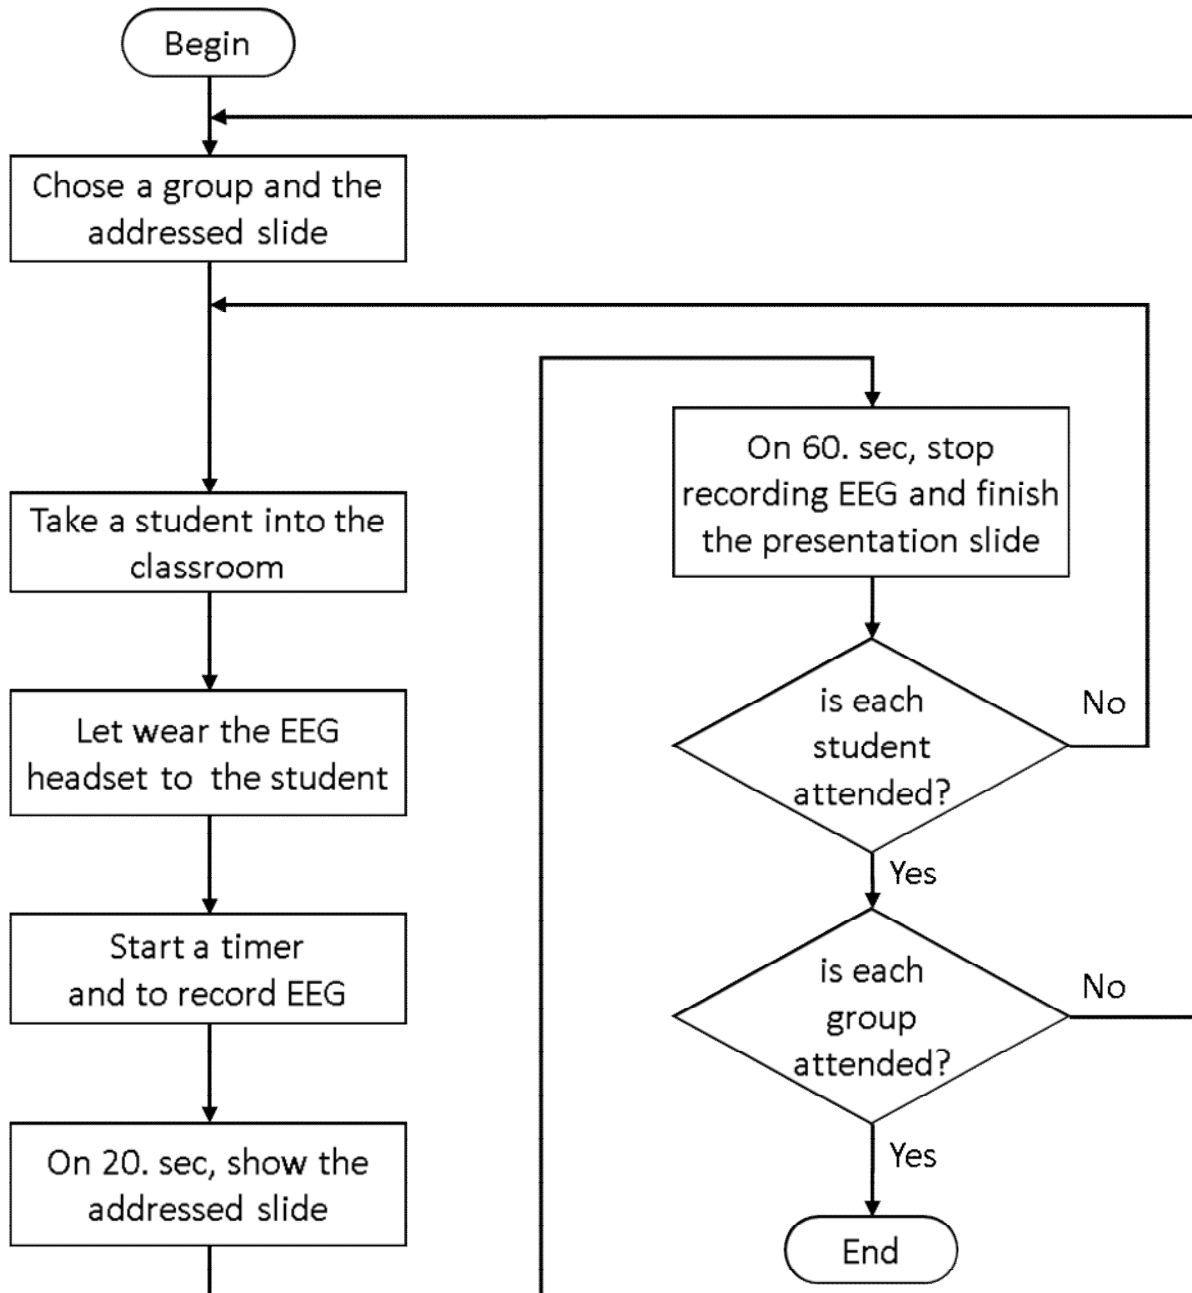 Begin
Chose a group and the
addressed slide
Take a student into the
classroom
Let wear the EEG
headset to the student
Start a timer
and to record EEG
On 20. sec, show the
addressed slide
On 60. sec, stop
recording EEG and finish
the presentation slide
is each
student
attended?
No
Yes
is each
group
attended?
No
Yes
End